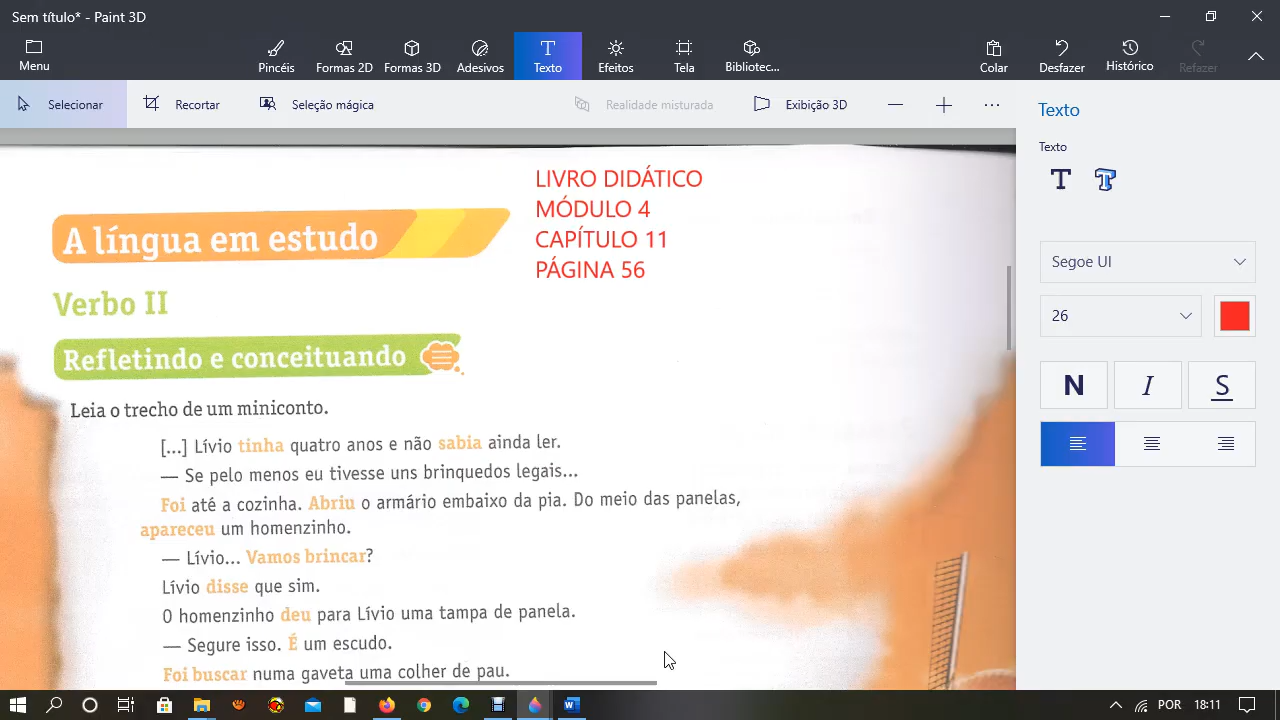 Sem título* - Paint 3D
Menu
Pincéis
Formas 2D
Formas 3D
Adesivos
Texto
Efeitos
Tela
Bibliotec...
Colar
Desfazer
Histórico
Refazer
Selecionar
Recortar
Seleção mágica
Realidade misturada
Exibição 3D
Texto
Texto
Segoe UI
26
N I S
LIVRO DIDÁTICO
MÓDULO 4
CAPÍTULO 11
PÁGINA 56
A língua em estudo
Verbo II
Refletindo e conceituando
Leia o trecho de um miniconto.
[...] Lívio tinha quatro anos e não sabia ainda ler.
— Se pelo menos eu tivesse uns brinquedos legais...
Foi até a cozinha. Abriu o armário embaixo da pia. Do meio das panelas,
apareceu um homenzinho.
— Lívio... Vamos brincar?
Lívio disse que sim.
O homenzinho deu para Lívio uma tampa de panela.
— Segure isso. É um escudo.
Foi buscar numa gaveta uma colher de pau.
POR
18:11